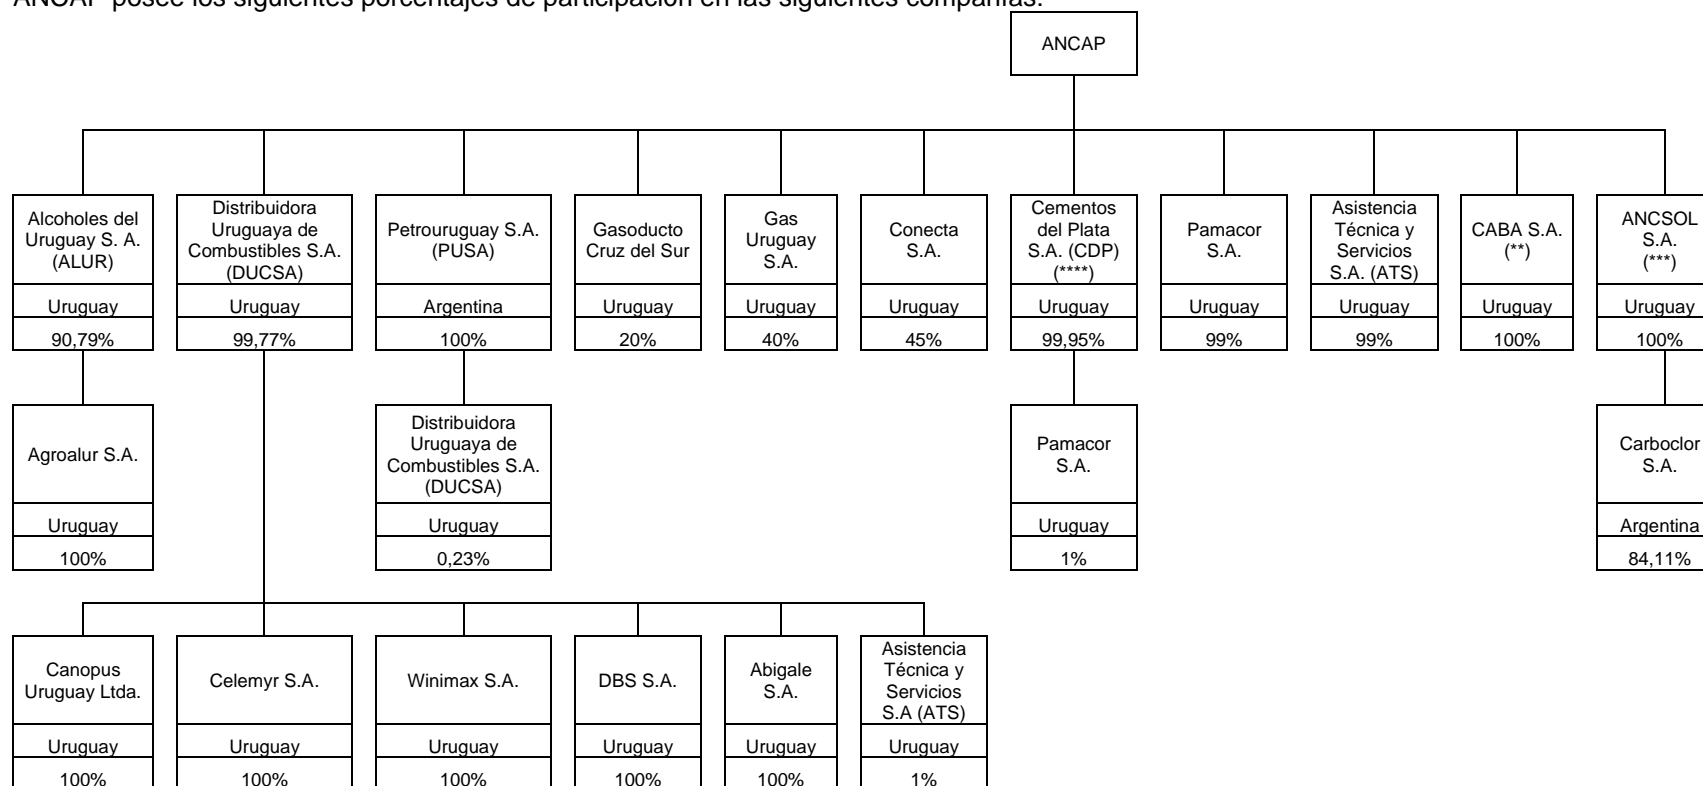 ANCAP posee los siguientes porcentajes de participación en las siguientes compañías:
ANCAP
Alcoholes del
Uruguay S. A.
(ALUR)
Uruguay
90,79%
Distribuidora
Uruguaya de
Combustibles S.A.
(DUCSA)
Uruguay
99,77%
Petrouruguay S.A.
(PUSA)
Argentina
100%
Gasoducto
Cruz del Sur
Uruguay
20%
Gas
Uruguay
S.A.
Uruguay
40%
Conecta
S.A.
Uruguay
45%
Cementos
del Plata
S.A. (CDP)
(****)
Uruguay
99,95%
Pamacor
S.A.
Uruguay
99%
Asistencia
Técnica y
Servicios
S.A. (ATS)
Uruguay
99%
CABA S.A.
(**)
Uruguay
100%
ANCSOL
S.A.
(***)
Uruguay
100%
Agroalur S.A.
Uruguay
100%
Distribuidora
Uruguaya de
Combustibles S.A.
(DUCSA)
Uruguay
0,23%
Pamacor
S.A.
Uruguay
1%
Carboclor
S.A.
Argentina
84,11%
Canopus
Uruguay Ltda.
Uruguay
100%
Celemyr S.A.
Uruguay
100%
Winimax S.A.
Uruguay
100%
DBS S.A.
Uruguay
100%
Abigale
S.A.
Uruguay
100%
Asistencia
Técnica y
Servicios
S.A (ATS)
Uruguay
1%